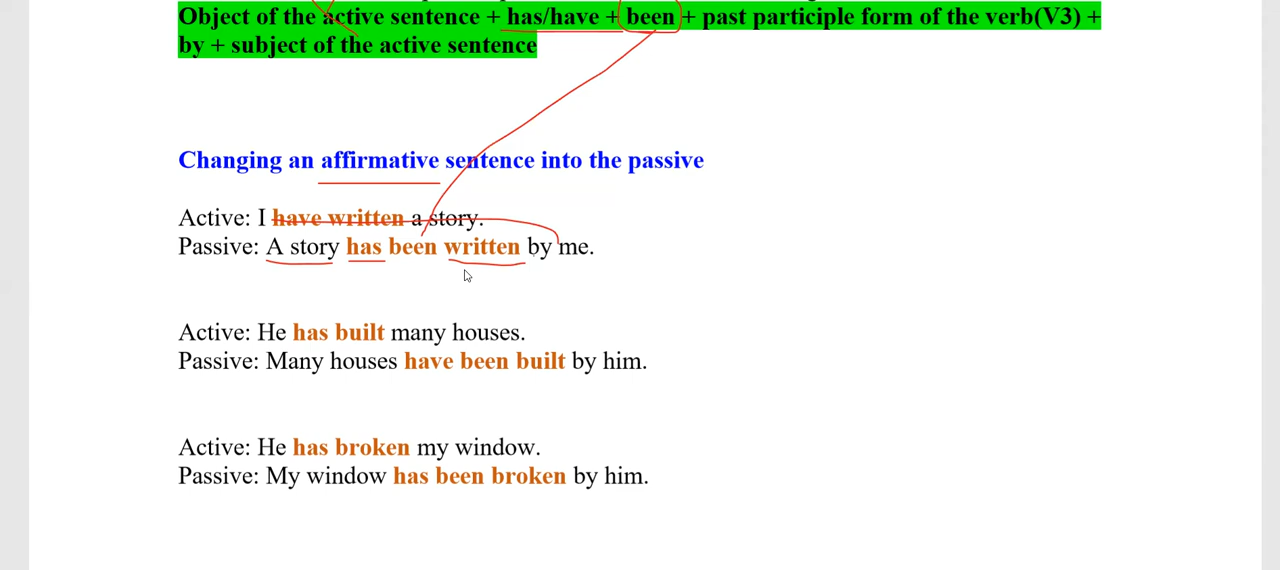 Object of the active sentence + has/have + been + past participle form of the verb(V3) +
by + subject of the active sentence
Changing an affirmative sentence into the passive
Active: I have written a story.
Passive: A story has been written by me.
Active: He has built many houses.
Passive: Many houses have been built by him.
Active: He has broken my window.
Passive: My window has been broken by him.